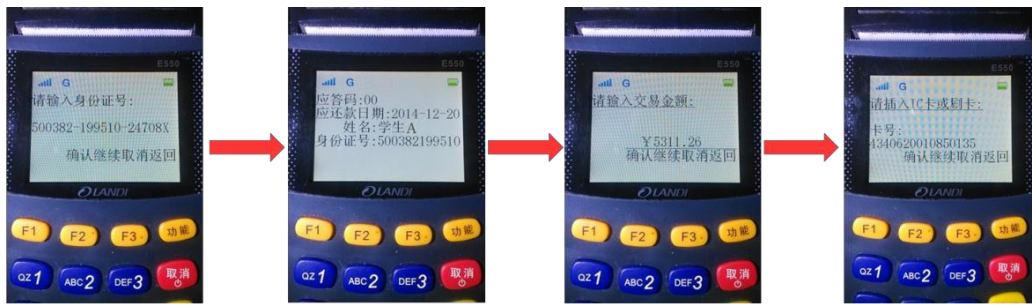 E550
G
请输入身份证号:
500382-199510-24708X
确认继续取消返回
LANDI
F1 F2 F3 功能
QZ1 ABC2 DEF3 取消
E550
G
应答码:00
应还款日期:2014-12-20
姓名:学生A
身份证号:500382199510
LANDI
F1 F2 F3 功能
QZ1 ABC2 DEF3 取消
E550
G
请输入交易金额:
¥5311.26
确认继续取消返回
LANDI
F1 F2 F3 功能
QZ1 ABC2 DEF3 取消
E550
G
请插入IC卡或刷卡:
卡号:
4340620010850135
确认继续取消返回
LANDI
F1 F2 F3 功能
QZ1 ABC2 DEF3 取消